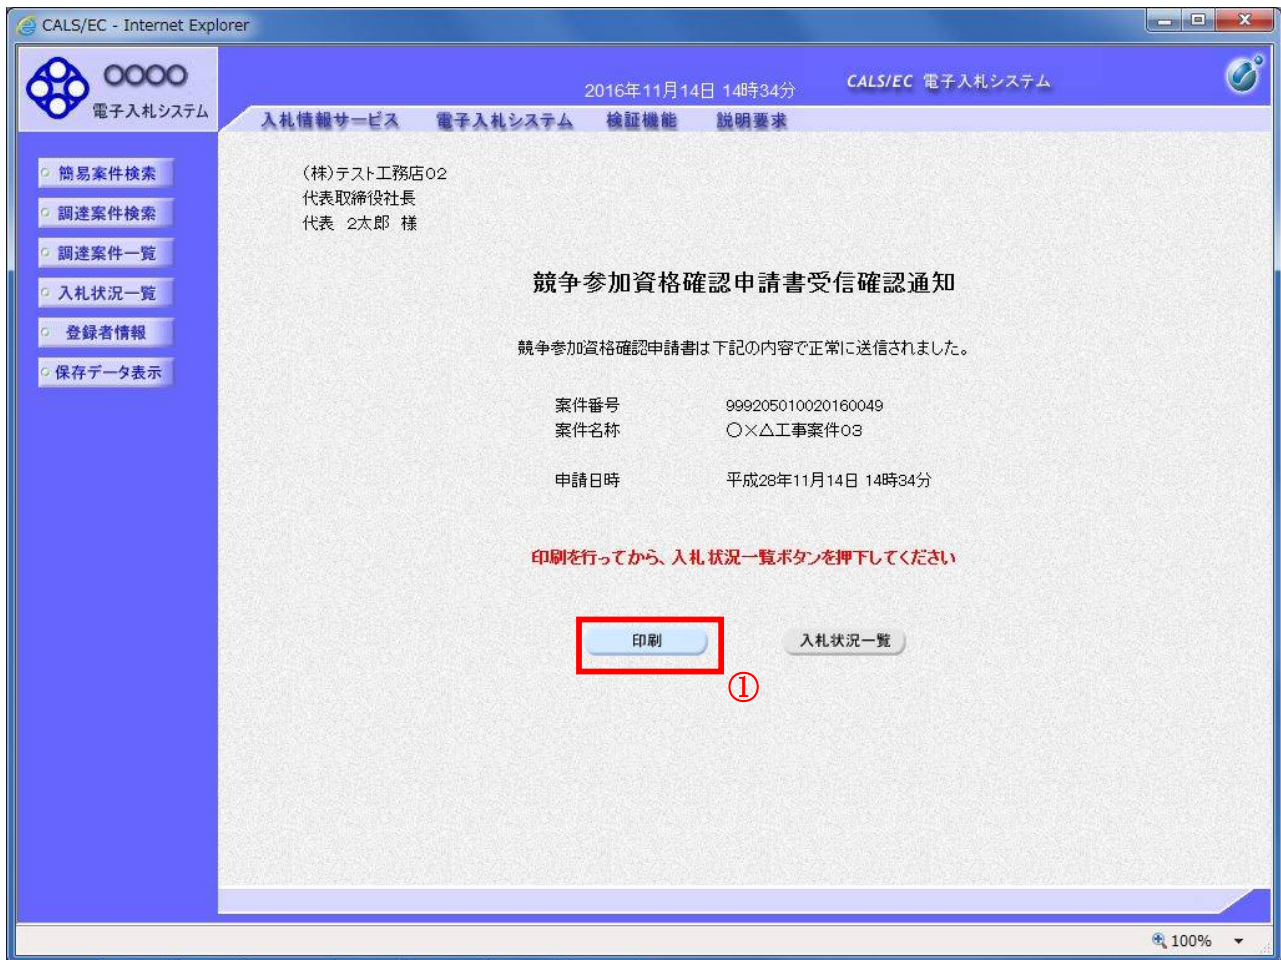 CALS/EC - Internet Explorer
〇〇〇〇
電子入札システム
2016年11月14日 14時34分
CALS/EC 電子入札システム
入札情報サービス 電子入札システム 検証機能 説明要求
簡易案件検索
調達案件検索
調達案件一覧
入札状況一覧
登録者情報
保存データ表示
(株)テスト工務店02
代表取締役社長
代表 2太郎 様
競争参加資格確認申請書受信確認通知
競争参加資格確認申請書は下記の内容で正常に送信されました。
案件番号 999205010020160049
案件名称 〇×△工事案件03
申請日時 平成28年11月14日 14時34分
印刷を行ってから、入札状況一覧ボタンを押下してください
印刷 入札状況一覧
①
100%